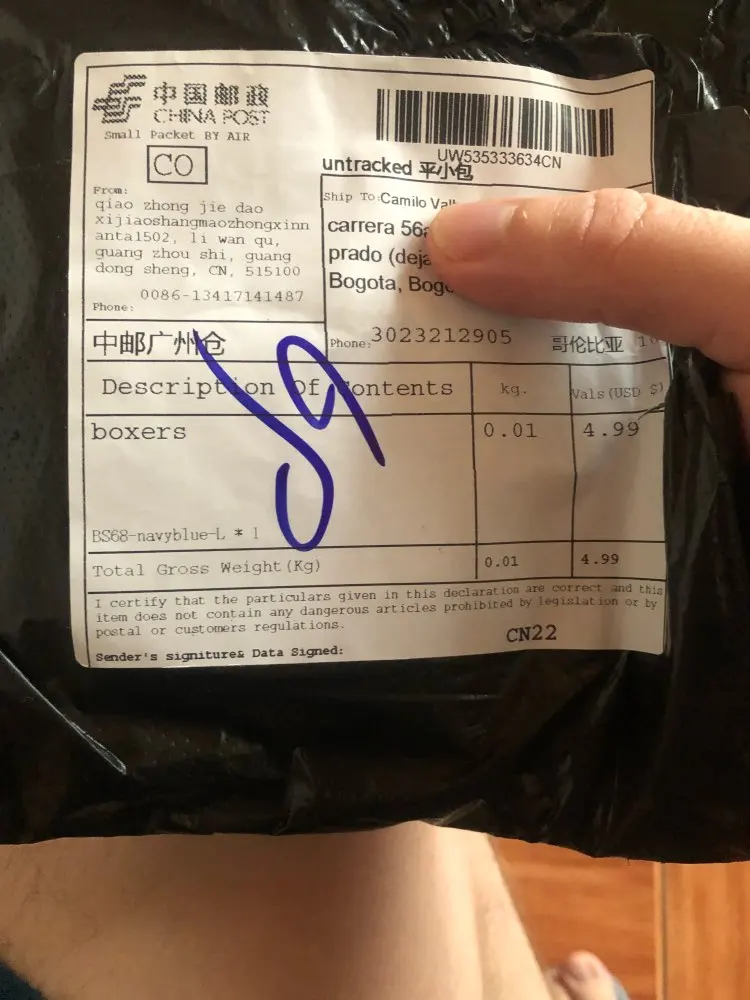 中国邮政
CHINA POST
Small Packet BY AIR
CO
UW535333634CN
untracked 平小包
From:
qiao zhong jie dao
xijiaoshangmaozhongxinn
anta1502, li wan qu,
guang zhou shi, guang
dong sheng, CN, 515100
0086-13417141487
Phone:
Ship To: Camilo
carrera
prado
Bogota,
Phone: 3023212905
哥伦比亚
中邮广州仓
Description Of Contents kg. Vals(USD $)
boxers 0.01 4.99
BS68-navyblue-L * 1
Total Gross Weight(Kg) 0.01 4.99
I certify that the particulars given in this declaration are correct and this
item does not contain any dangerous articles prohibited by legislation or by
postal or customs regulations.
CN22
Sender's signiture& Data Signed: